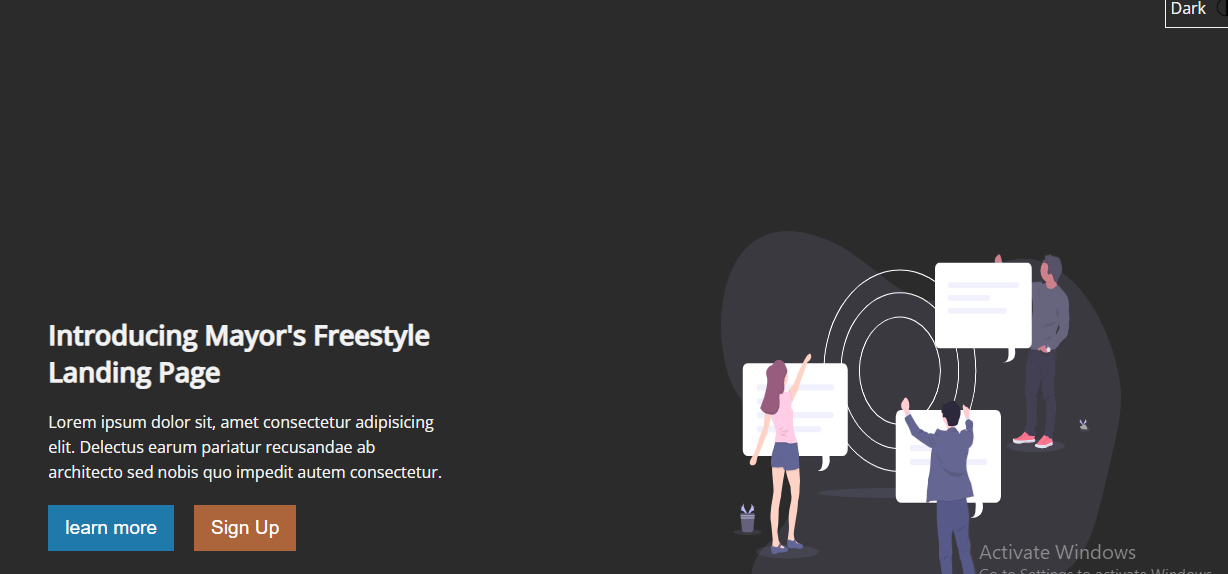 Dark
Introducing Mayor's Freestyle
Landing Page
Lorem ipsum dolor sit, amet consectetur adipisicing
elit. Delectus earum pariatur recusandae ab
architecto sed nobis quo impedit autem consectetur.
learn more
Sign Up
Activate Windows
Go to Settings to activate Windows.